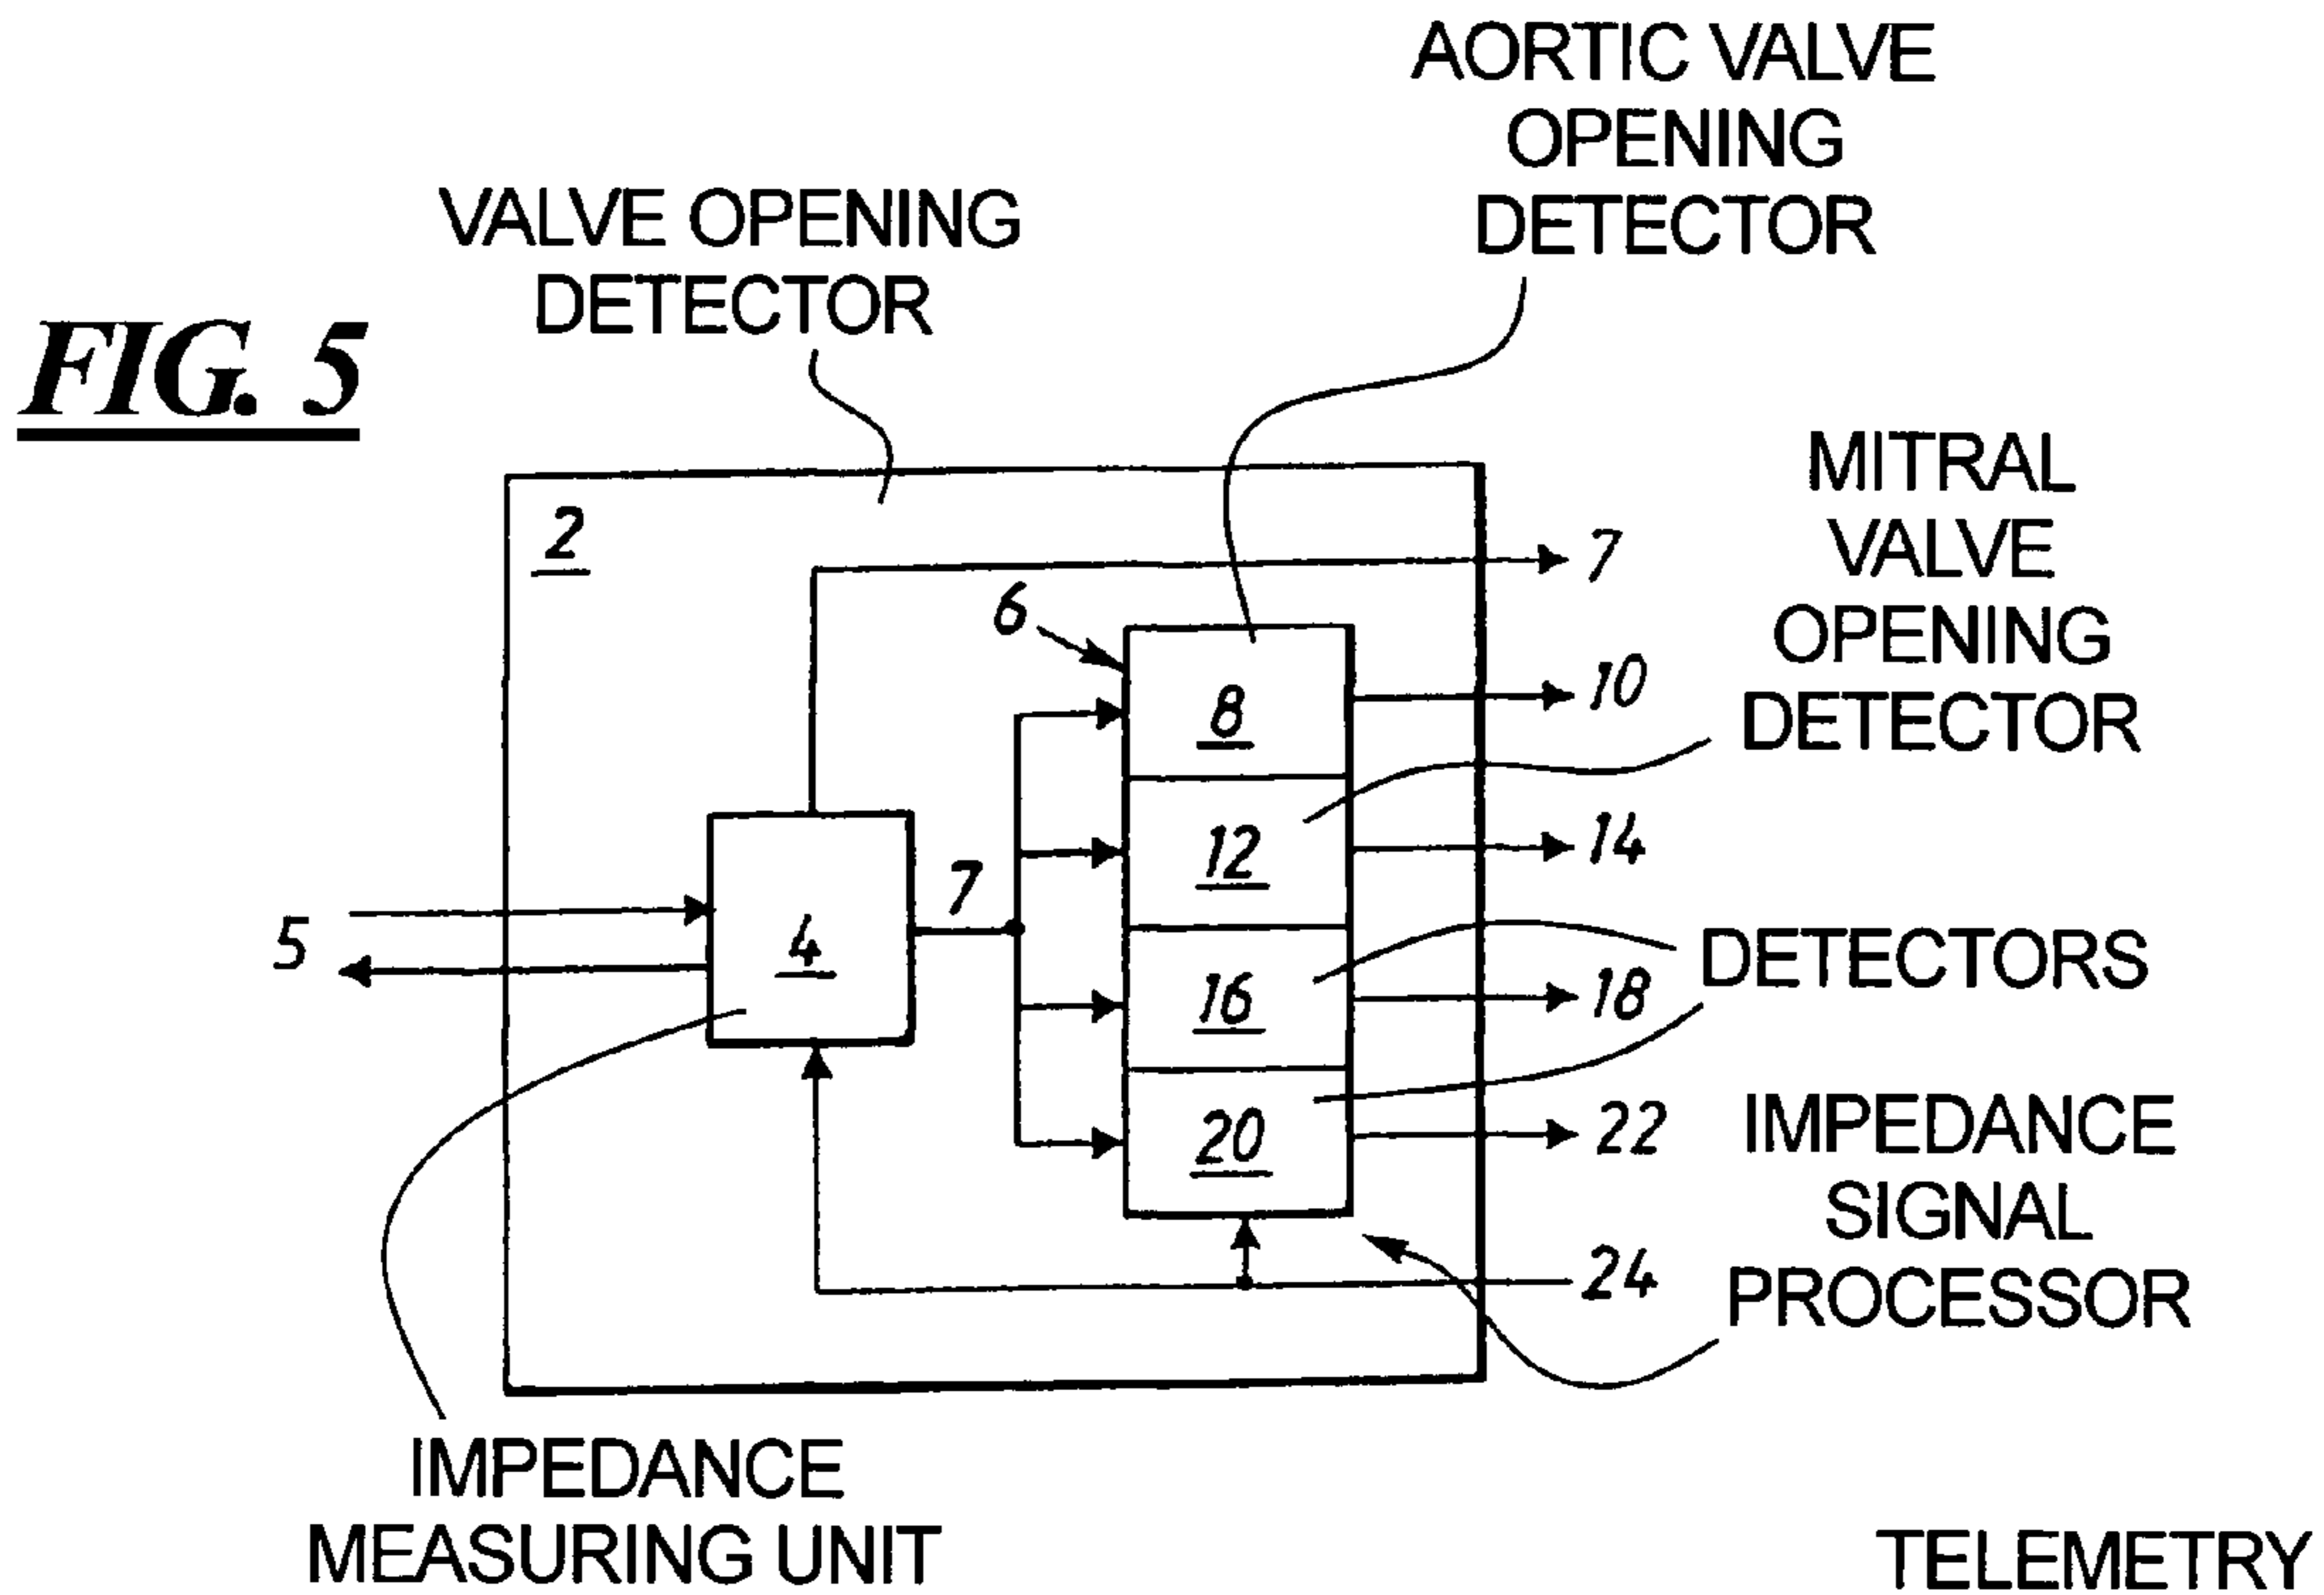 AORTIC VALVE
OPENING
DETECTOR
VALVE OPENING
DETECTOR
FIG. 5
MITRAL
VALVE
OPENING
DETECTOR
2
7
6
10
8
14
12
7
5
4
DETECTORS
16
18
20
22
IMPEDANCE
SIGNAL
PROCESSOR
24
IMPEDANCE
MEASURING UNIT
TELEMETRY